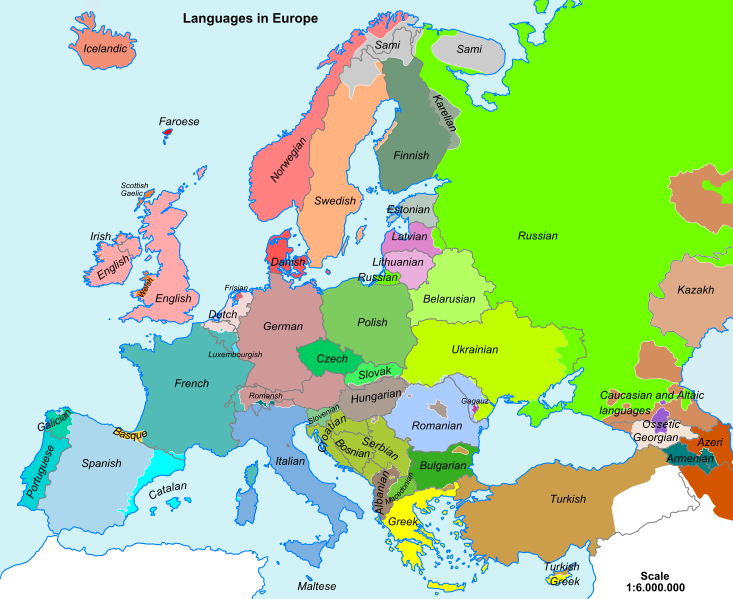 Languages in Europe
Icelandic
Sami
Sami
Faroese
Karelian
Norwegian
Finnish
Scottish
Gaelic
Swedish
Estonian
Irish
English
Latvian
Russian
Danish
Lithuanian
Welsh
Russian
English
Frisian
Belarusian
Kazakh
Dutch
German
Polish
Ukrainian
Luxembourgish
Czech
Slovak
French
Romansh
Hungarian
Gagauz
Caucasian and Altaic
languages
Slovenian
Galician
Basque
Croatian
Romanian
Ossetic
Georgian
Azeri
Serbian
Bosnian
Spanish
Italian
Bulgarian
Armenian
Portuguese
Catalan
Albanian
Macedonian
Turkish
Greek
Turkish
Greek
Maltese
Scale
1:6.000.000